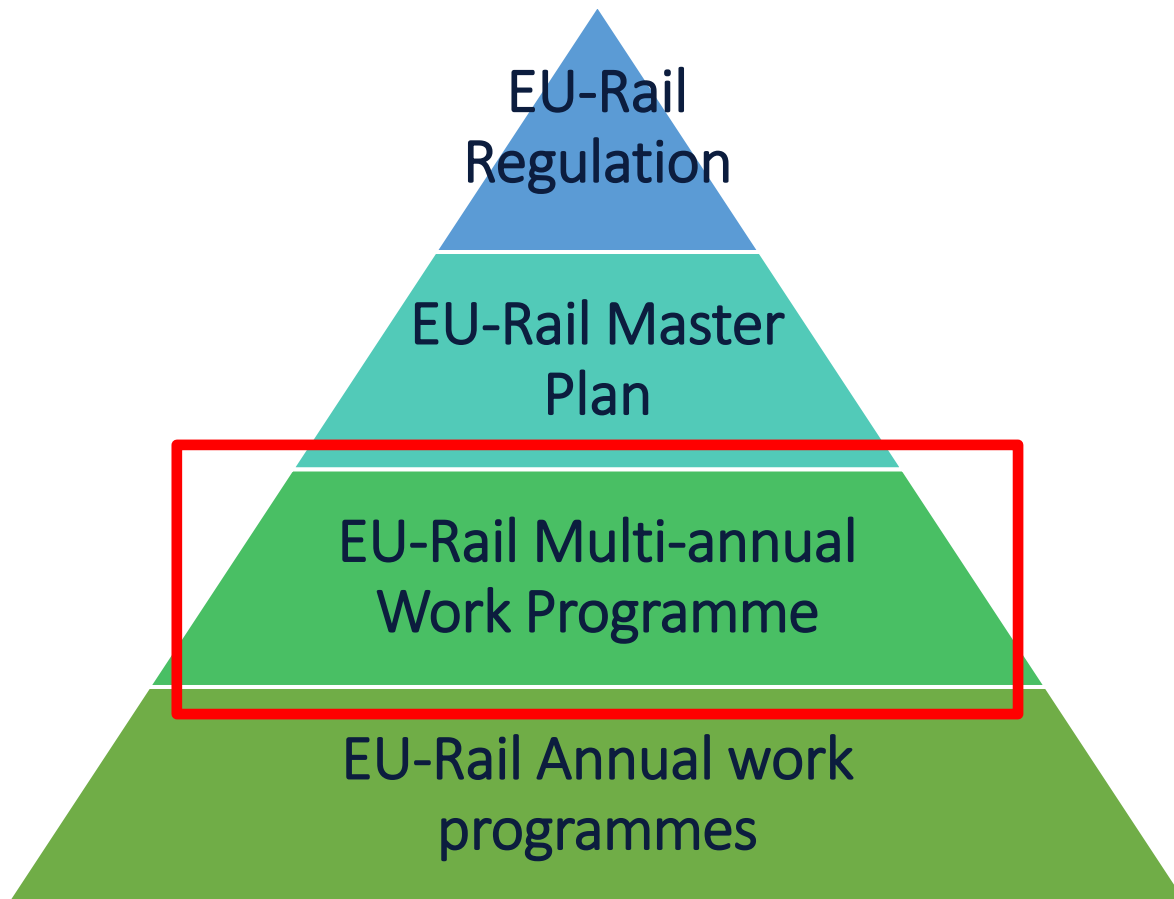 EU-Rail
Regulation
EU-Rail Master
Plan
EU-Rail Multi-annual
Work Programme
EU-Rail Annual work
programmes